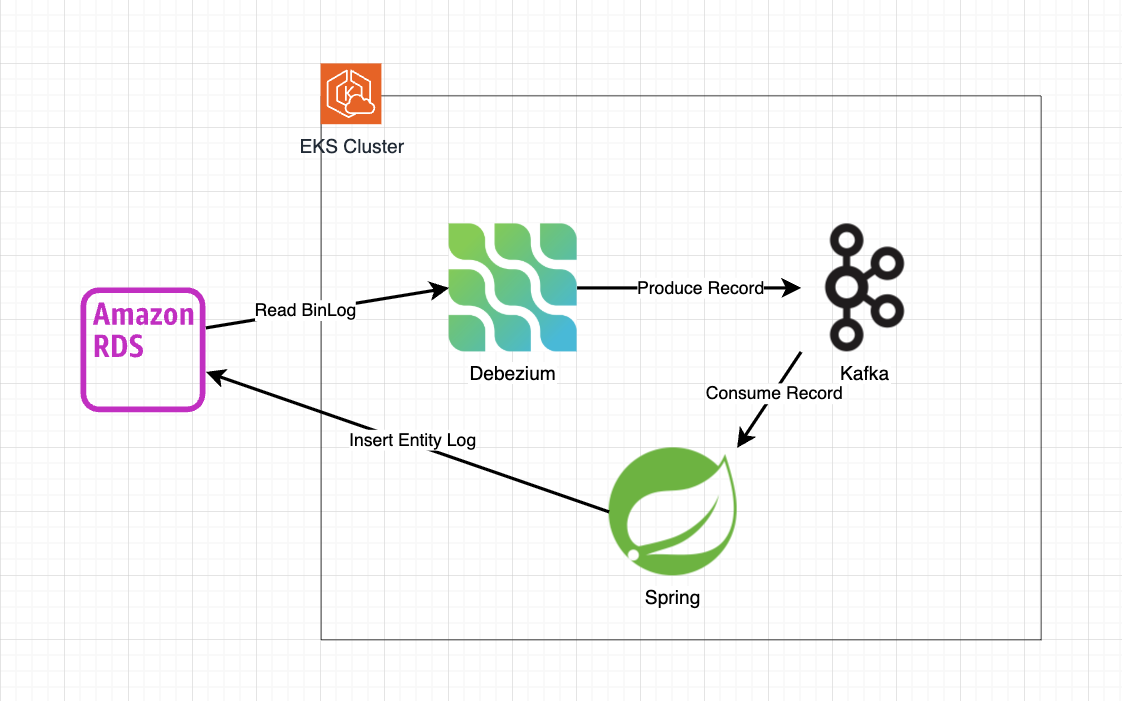 EKS Cluster
Amazon
RDS
Read BinLog
Produce Record
Debezium
Kafka
Consume Record
Insert Entity Log
Spring